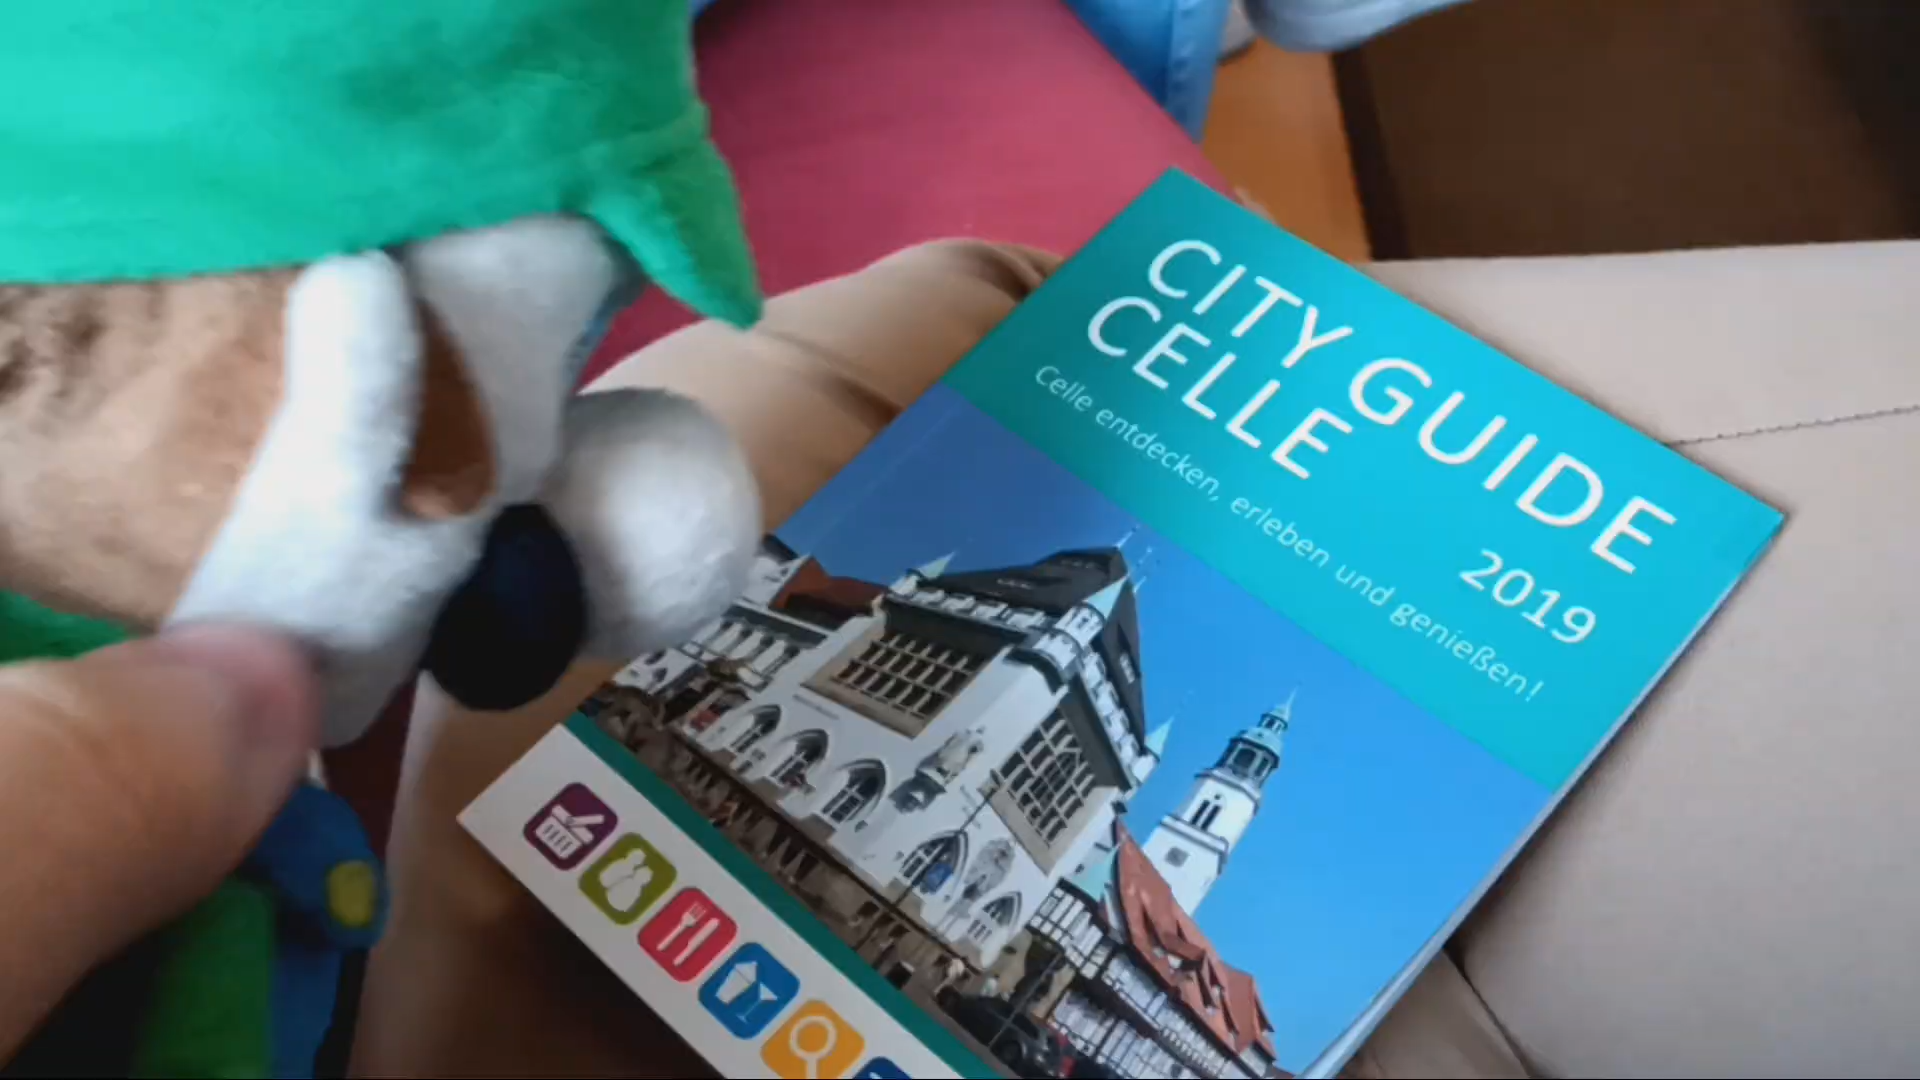 CITY GUIDE
CELLE
2019
Celle entdecken, erleben und genießen!